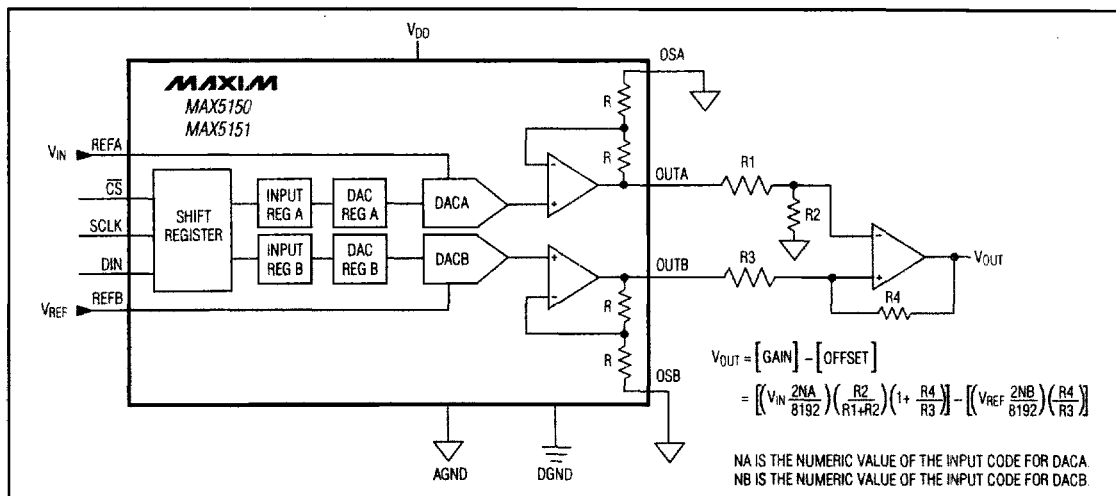 VDD
OSA
MAXIM
MAX5150
MAX5151
R
VIN
REFA
R
OUTA
R1
CS
R2
SHIFT
REGISTER
INPUT
REG A
DAC
REG A
DACA
-
+
SCLK
INPUT
REG B
DAC
REG B
DACB
+
-
OUTB
R3
-
+
VOUT
DIN
R4
VREF
REFB
R
R
OSB
AGND
DGND
VOUT = [GAIN] - [OFFSET]
= [(VIN 2NA/8192)(R2/R1+R2)(1+ R4/R3)] - [(VREF 2NB/8192)(R4/R3)]
NA IS THE NUMERIC VALUE OF THE INPUT CODE FOR DACA.
NB IS THE NUMERIC VALUE OF THE INPUT CODE FOR DACB.